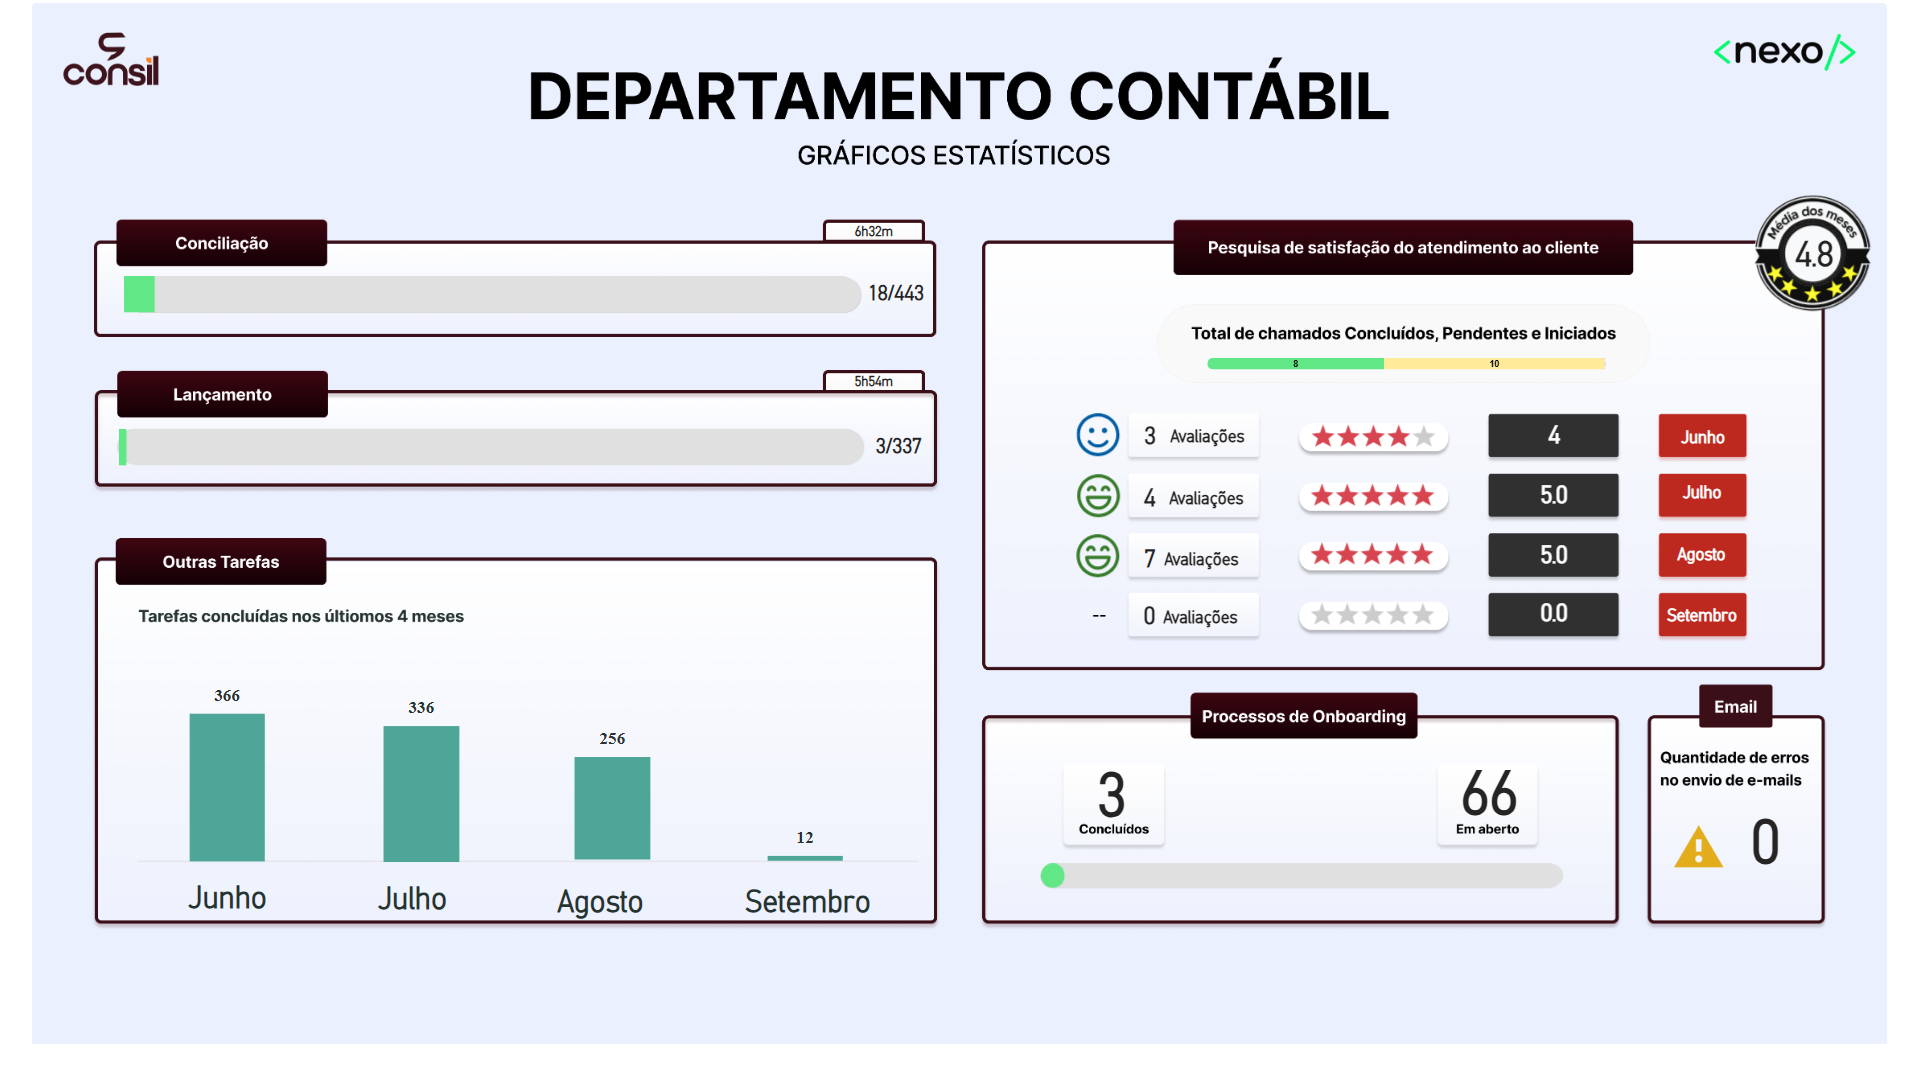 consil
<nexo/>
DEPARTAMENTO CONTÁBIL
GRÁFICOS ESTATÍSTICOS
Conciliação
6h32m
18/443
Lançamento
5h54m
3/337
Outras Tarefas
Tarefas concluídas nos últiomos 4 meses
366
336
256
12
Junho
Julho
Agosto
Setembro
Pesquisa de satisfação do atendimento ao cliente
Média dos meses
4.8
Total de chamados Concluídos, Pendentes e Iniciados
8
10
3 Avaliações
4
Junho
4 Avaliações
5.0
Julho
7 Avaliações
5.0
Agosto
--
0 Avaliações
0.0
Setembro
Processos de Onboarding
3
Concluídos
66
Em aberto
Email
Quantidade de erros
no envio de e-mails
0